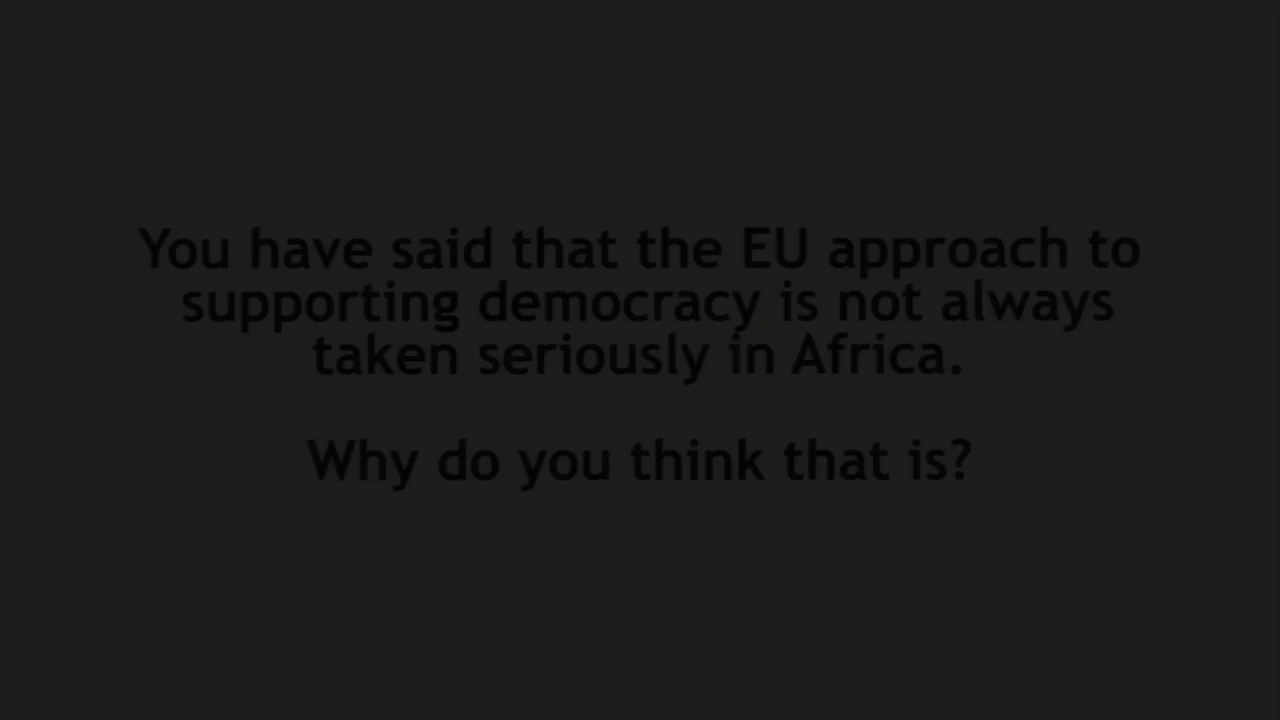 You have said that the EU approach to
supporting democracy is not always
taken seriously in Africa.
Why do you think that is?